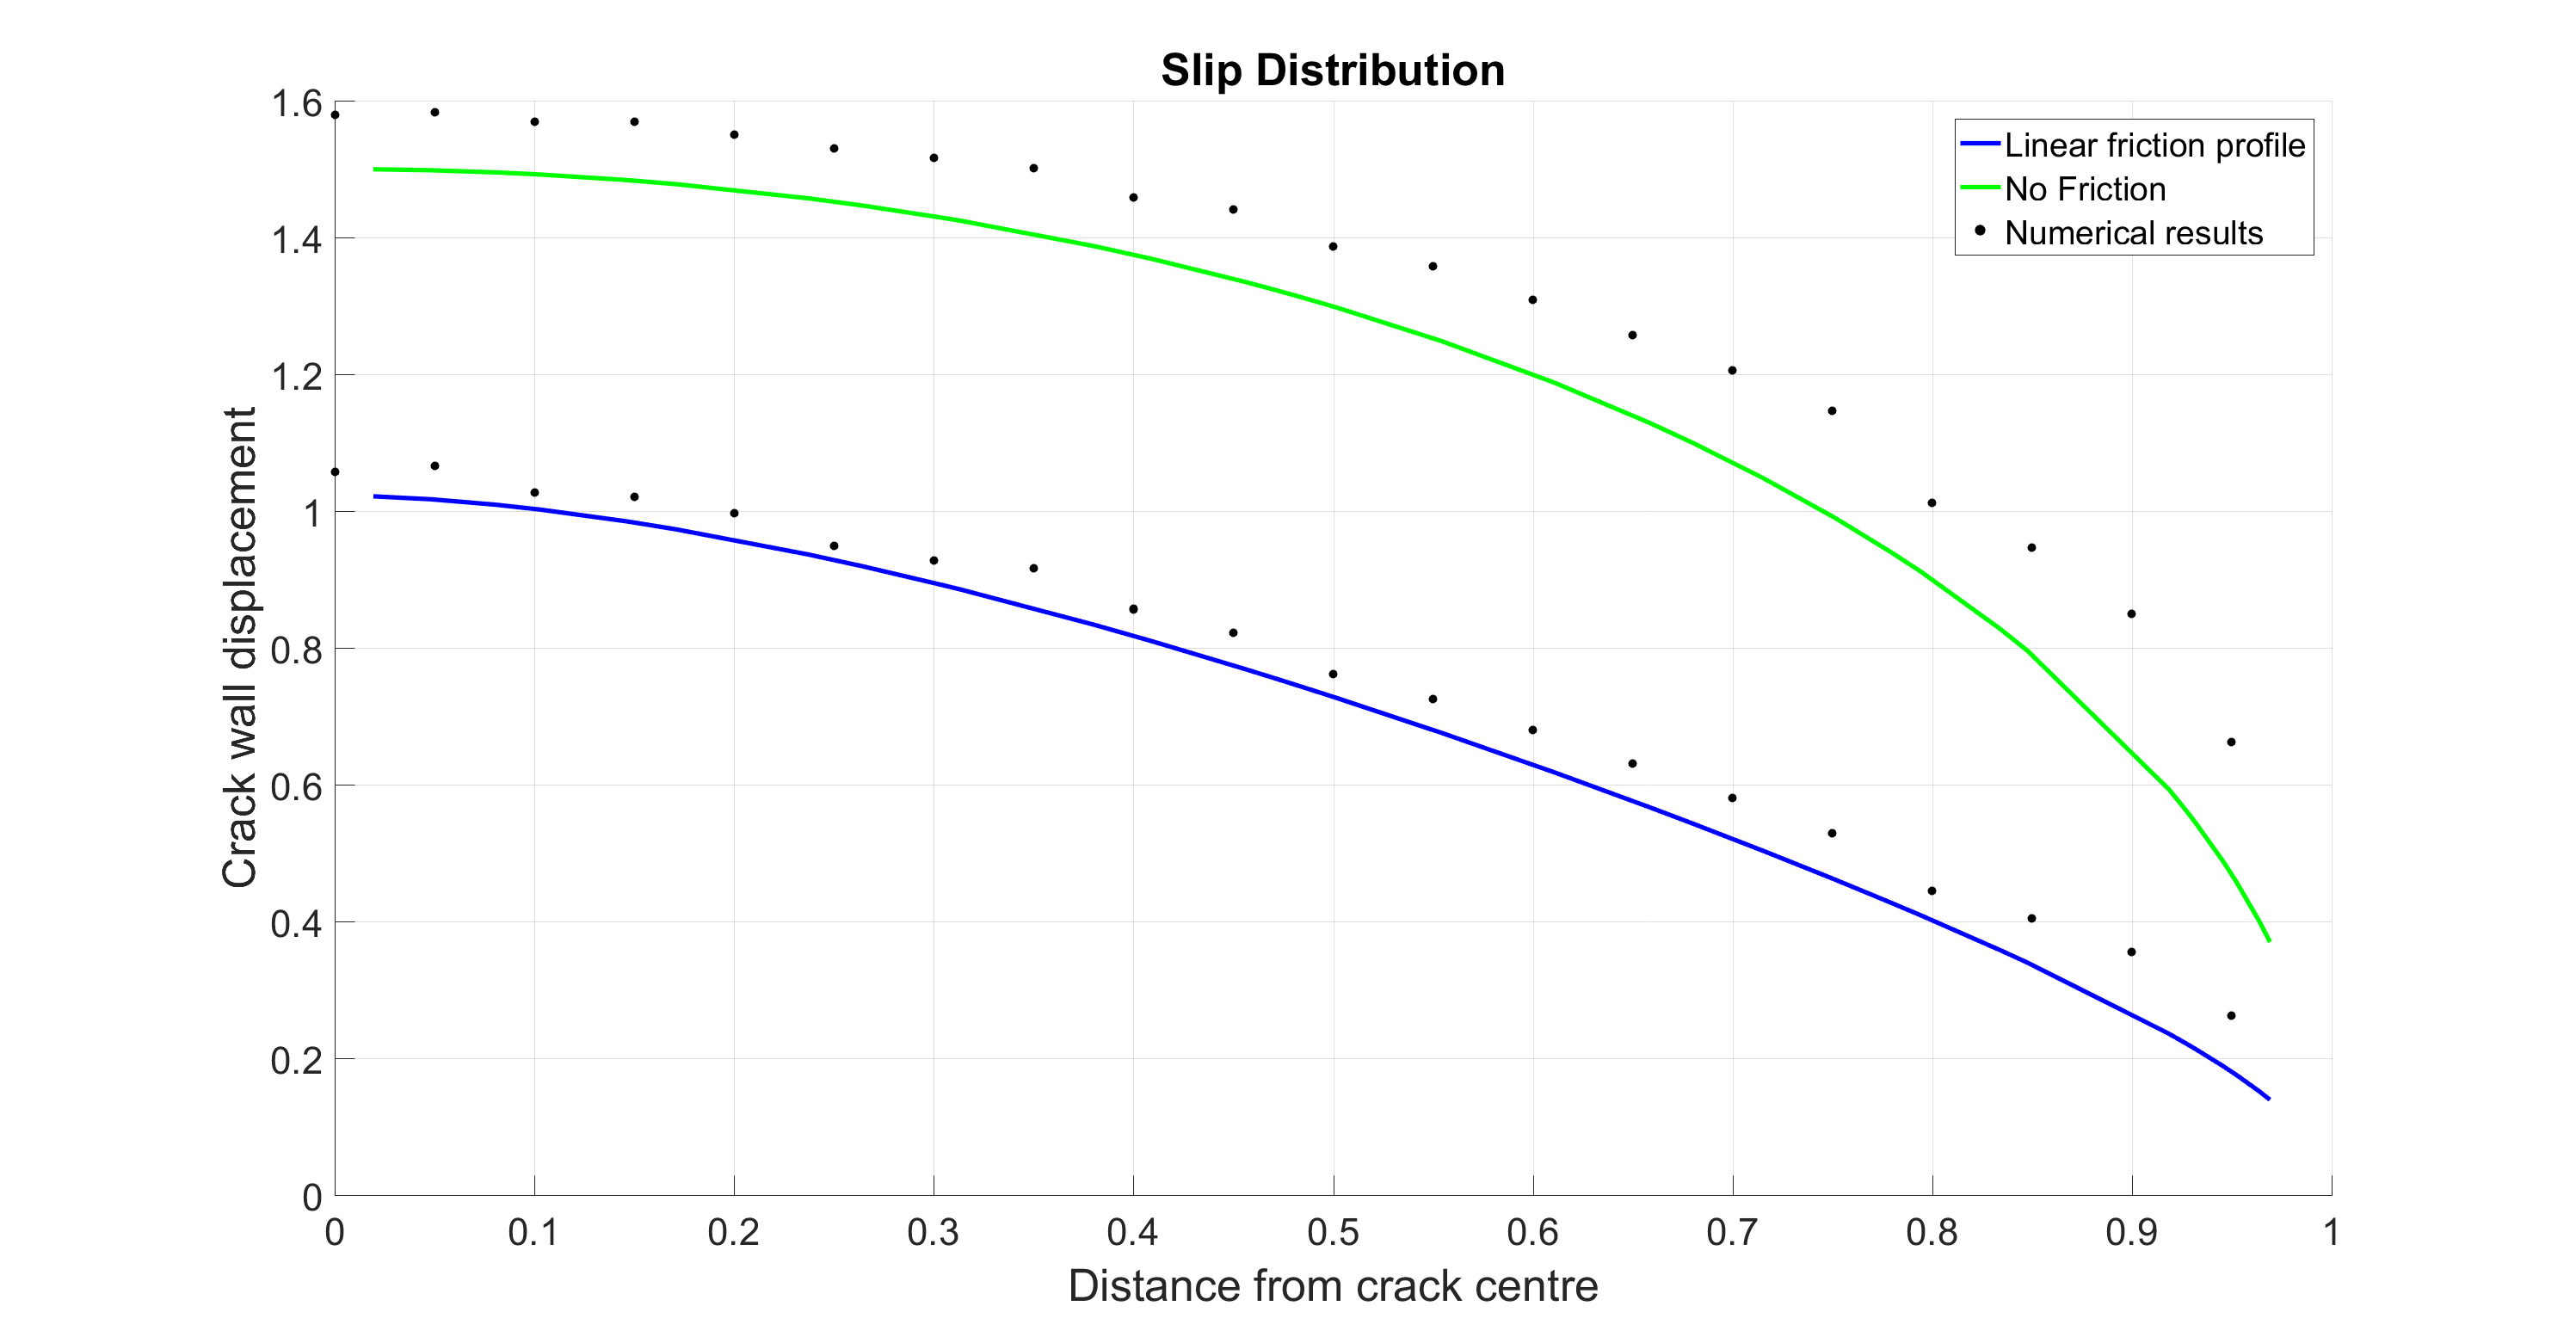 Slip Distribution
Linear friction profile
No Friction
Numerical results
Crack wall displacement
1.6
1.4
1.2
1
0.8
0.6
0.4
0.2
0
0 0.1 0.2 0.3 0.4 0.5 0.6 0.7 0.8 0.9 1
Distance from crack centre